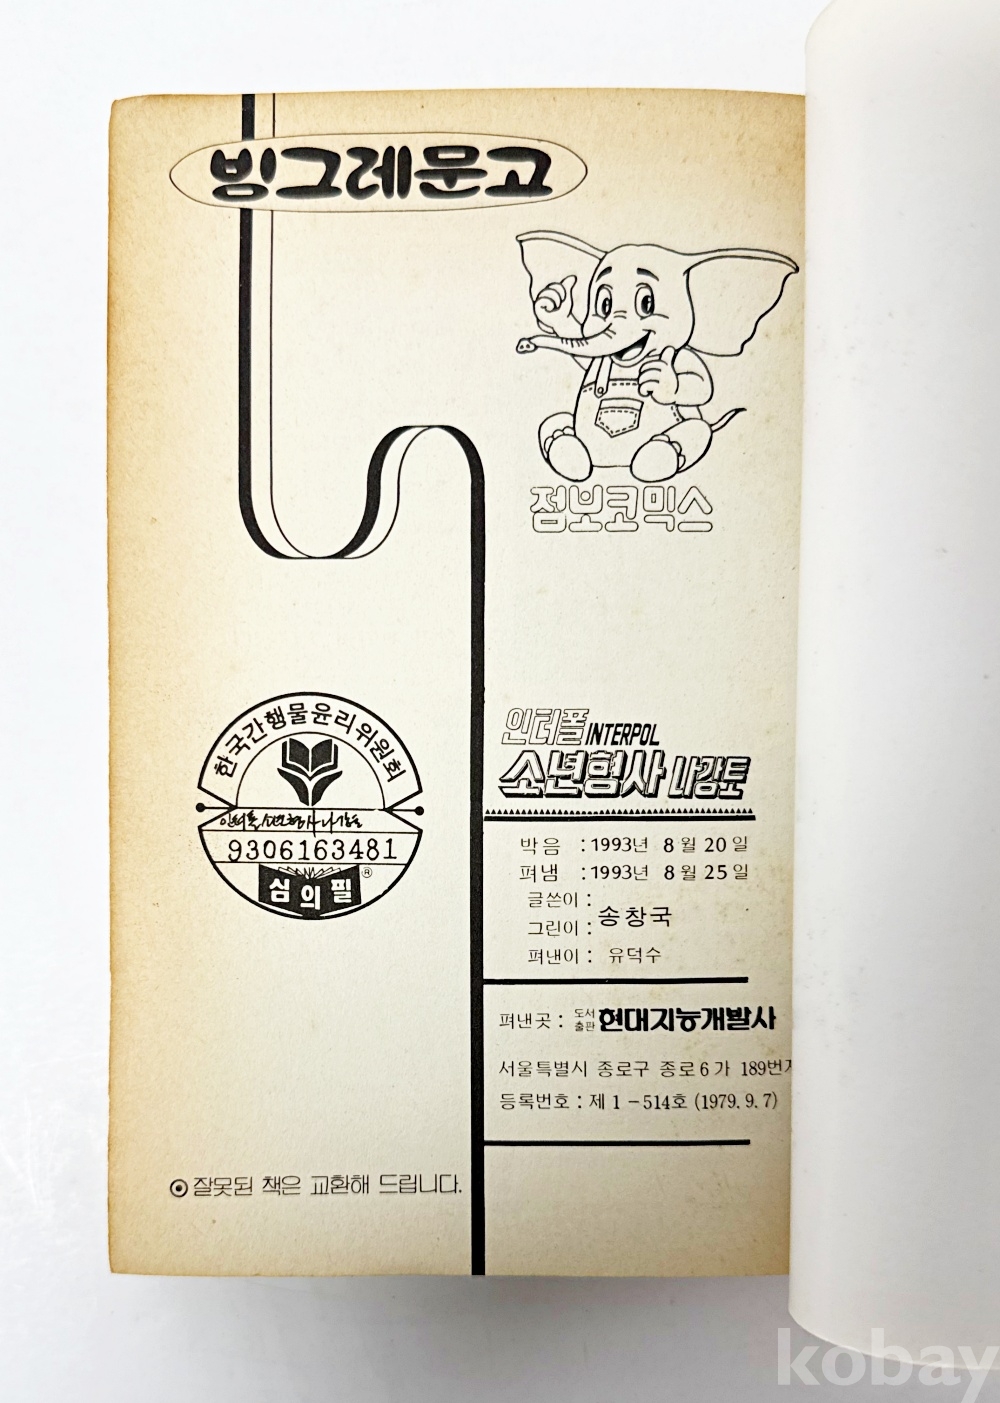 빙그레문고
점보코믹스
한국간행물윤리위원회
인터폴 소년형사 나강토
9306163481
심의필
®
인터폴 INTERPOL
소년형사 나강토
박음 : 1993년 8월 20일
펴냄 : 1993년 8월 25일
글쓴이 :
그린이 : 송창국
펴낸이 : 유덕수
펴낸곳 : 도서출판 현대지능개발사
서울특별시 종로구 종로6가 189번지
등록번호 : 제1-514호 (1979. 9. 7)
⊙ 잘못된 책은 교환해 드립니다.
kobay